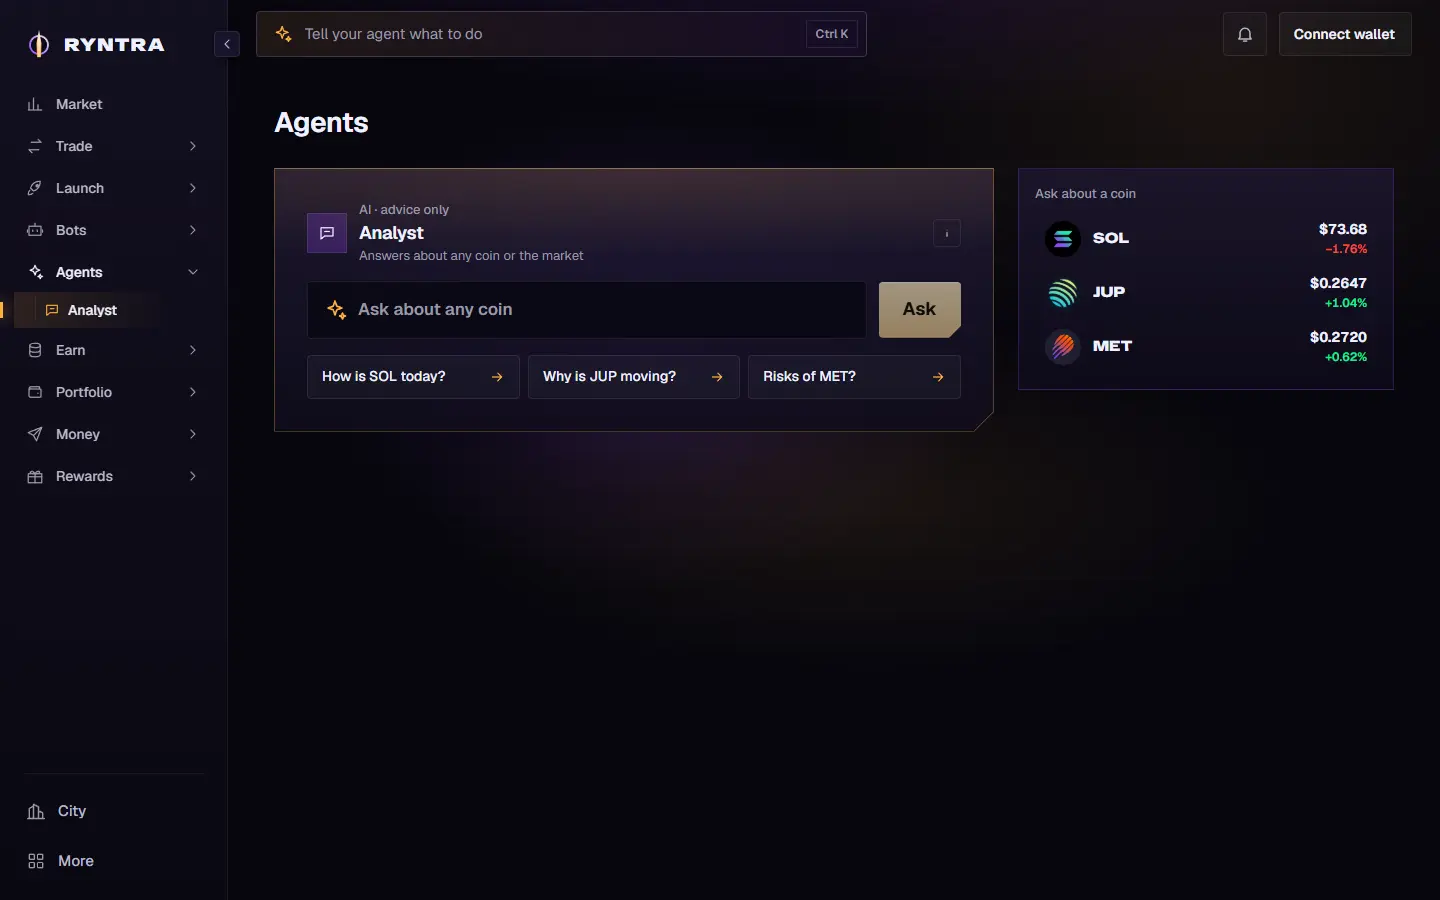 RYNTRA
Tell your agent what to do
Ctrl K
Connect wallet
Market
Trade
Launch
Bots
Agents
Analyst
Earn
Portfolio
Money
Rewards
City
More
Agents
AI · advice only
Analyst
Answers about any coin or the market
i
Ask about any coin
Ask
How is SOL today?
Why is JUP moving?
Risks of MET?
Ask about a coin
SOL
$73.68
−1.76%
JUP
$0.2647
+1.04%
MET
$0.2720
+0.62%